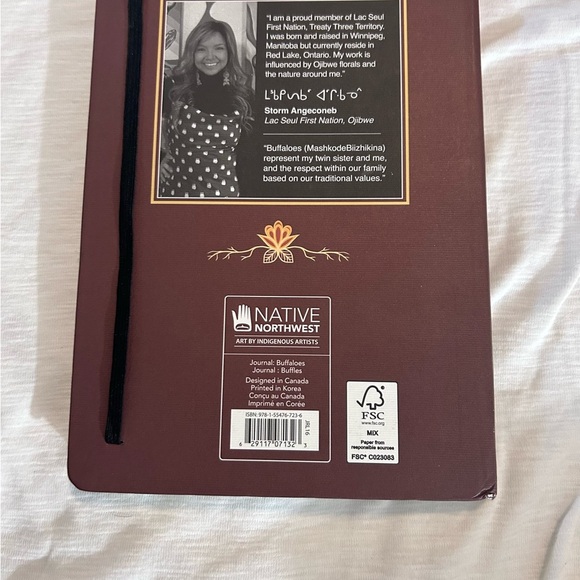 "I am a proud member of Lac Seul
First Nation, Treaty Three Territory.
I was born and raised in Winnipeg,
Manitoba but currently reside in
Red Lake, Ontario. My work is
influenced by Ojibwe florals and
the nature around me."
Storm Angeconeb
Lac Seul First Nation, Ojibwe
"Buffaloes (MashkodeBiizhikina)
represent my twin sister and me,
and the respect within our family
based on our traditional values."
NATIVE
NORTHWEST
ART BY INDIGENOUS ARTISTS
Journal: Buffaloes
Journal : Buffles
Designed in Canada
Printed in Korea
Conçu au Canada
Imprimé en Corée
ISBN: 978-1-55476-723-6
JRL16
6 29117 07132 3
FSC
www.fsc.org
MIX
Paper from
responsible sources
FSC® C023083